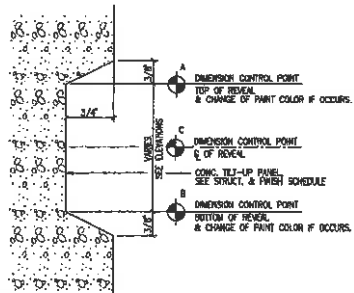 A
DIMENSION CONTROL POINT
TOP OF REVEAL
& CHANGE OF PAINT COLOR IF OCCURS.
3/8"
3/4"
VARIES
SEE ELEVATIONS
C
DIMENSION CONTROL POINT
℄ OF REVEAL
CONC. TILT-UP PANEL
SEE STRUCT. & FINISH SCHEDULE
B
DIMENSION CONTROL POINT
BOTTOM OF REVEAL
& CHANGE OF PAINT COLOR IF OCCURS.
3/8"